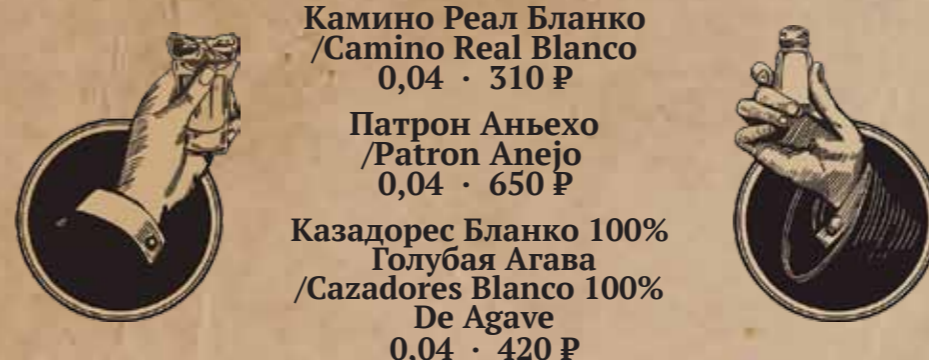 Камино Реал Бланко
/Camino Real Blanco
0,04 · 310 ₽
Патрон Аньехо
/Patron Anejo
0,04 · 650 ₽
Казадорес Бланко 100%
Голубая Агава
/Cazadores Blanco 100%
De Agave
0,04 · 420 ₽